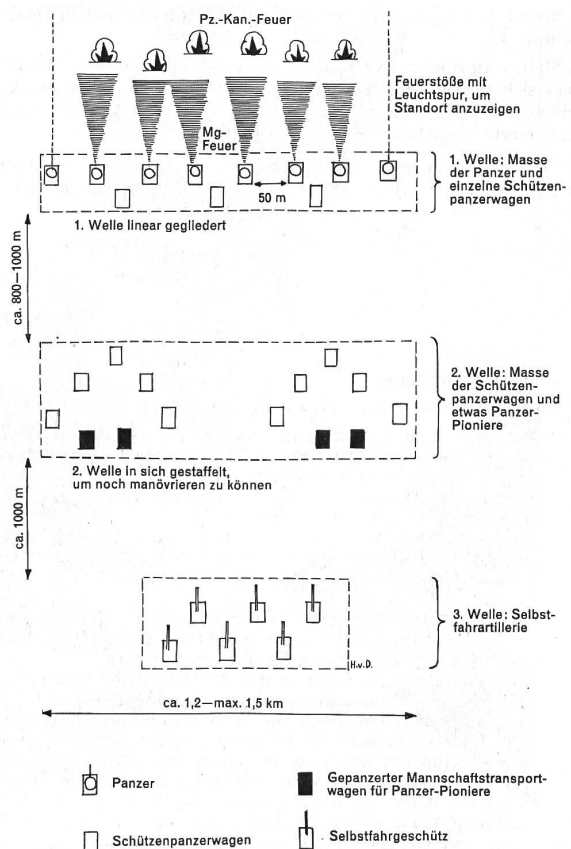 Pz.-Kan.-Feuer
Feuerstöße mit
Leuchtspur, um
Standort anzuzeigen
Mg-
Feuer
50 m
1. Welle: Masse
der Panzer und
einzelne Schützen-
panzerwagen
1. Welle linear gegliedert
ca. 800—1000 m
2. Welle: Masse
der Schützen-
panzerwagen und
etwas Panzer-
Pioniere
2. Welle in sich gestaffelt,
um noch manövrieren zu können
ca. 1000 m
3. Welle: Selbst-
fahrartillerie
H.v.D.
ca. 1,2—max. 1,5 km
Panzer
Gepanzerter Mannschaftstransport-
wagen für Panzer-Pioniere
Schützenpanzerwagen
Selbstfahrgeschütz